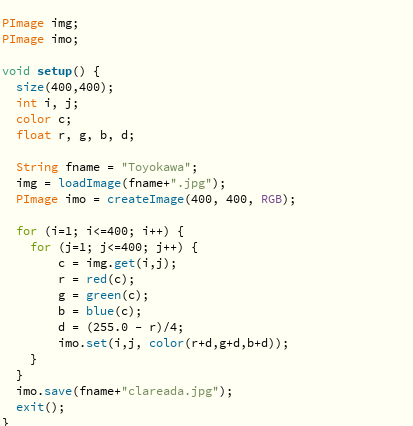 PImage img;
PImage imo;
void setup() {
size(400,400);
int i, j;
color c;
float r, g, b, d;
String fname = "Toyokawa";
img = loadImage(fname+".jpg");
PImage imo = createImage(400, 400, RGB);
for (i=1; i<=400; i++) {
for (j=1; j<=400; j++) {
c = img.get(i,j);
r = red(c);
g = green(c);
b = blue(c);
d = (255.0 - r)/4;
imo.set(i,j, color(r+d,g+d,b+d));
}
}
imo.save(fname+"clareada.jpg");
exit();
}